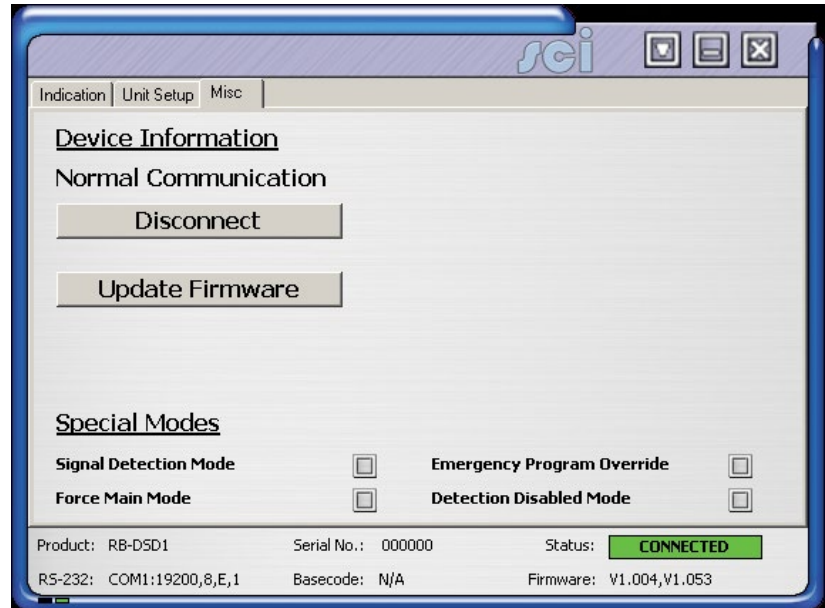 sci
Indication Unit Setup Misc
Device Information
Normal Communication
Disconnect
Update Firmware
Special Modes
Signal Detection Mode Emergency Program Override
Force Main Mode Detection Disabled Mode
Product: RB-DSD1 Serial No.: 000000 Status: CONNECTED
RS-232: COM1:19200,8,E,1 Basecode: N/A Firmware: V1.004,V1.053